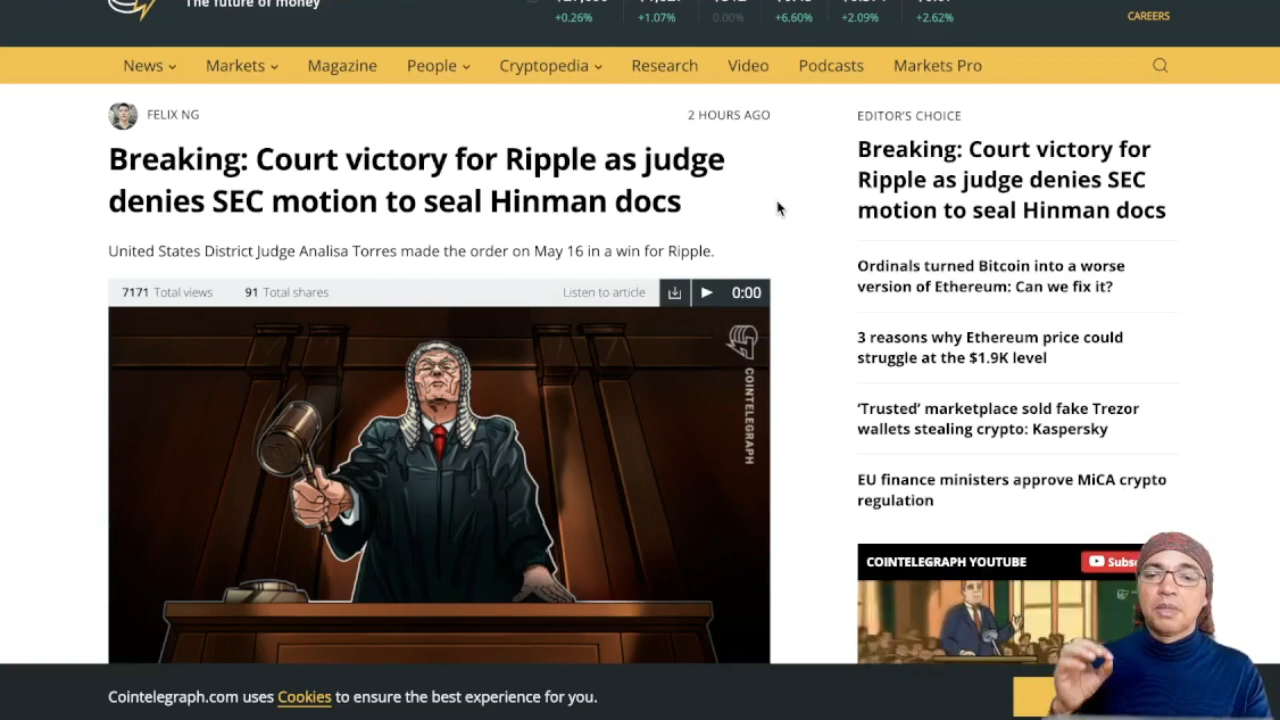 The future of money
+0.26%
+1.07%
0.00%
+6.60%
+2.09%
+2.62%
CAREERS
News
Markets
Magazine
People
Cryptopedia
Research
Video
Podcasts
Markets Pro
FELIX NG
2 HOURS AGO
Breaking: Court victory for Ripple as judge
denies SEC motion to seal Hinman docs
United States District Judge Analisa Torres made the order on May 16 in a win for Ripple.
7171 Total views
91 Total shares
Listen to article
0:00
COINTELEGRAPH
EDITOR'S CHOICE
Breaking: Court victory for
Ripple as judge denies SEC
motion to seal Hinman docs
Ordinals turned Bitcoin into a worse
version of Ethereum: Can we fix it?
3 reasons why Ethereum price could
struggle at the $1.9K level
‘Trusted’ marketplace sold fake Trezor
wallets stealing crypto: Kaspersky
EU finance ministers approve MiCA crypto
regulation
COINTELEGRAPH YOUTUBE
Subsc
Cointelegraph.com uses Cookies to ensure the best experience for you.